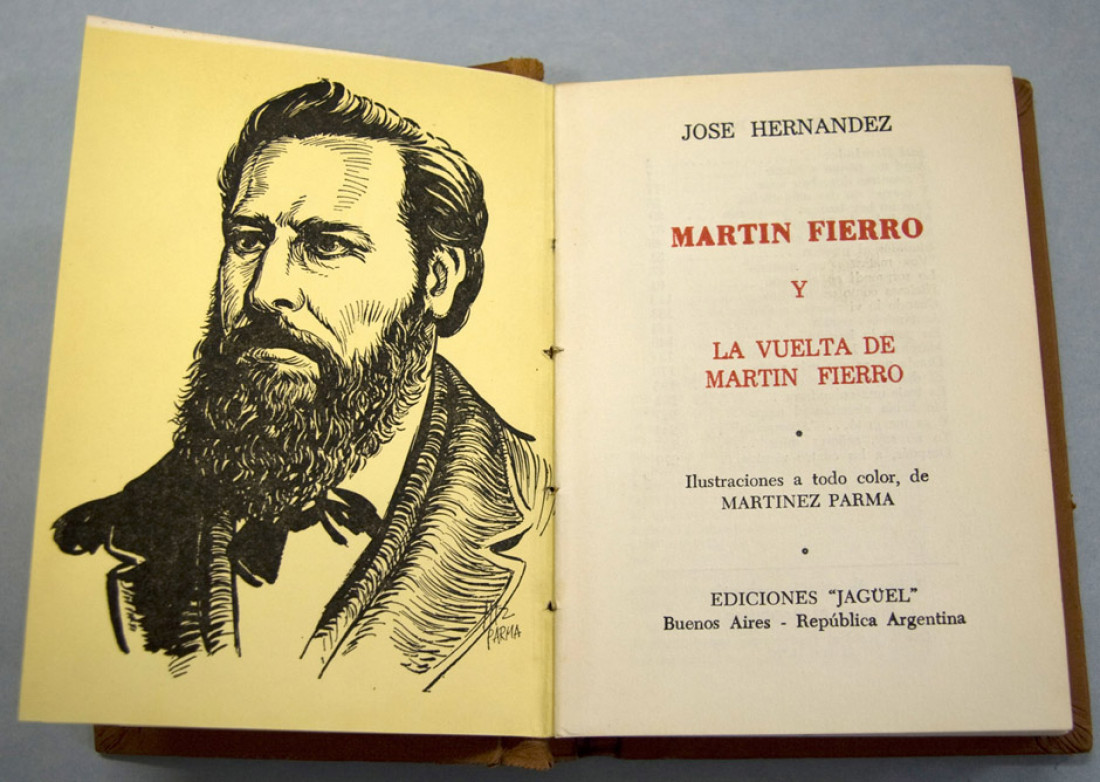 MZ
PARMA
JOSE HERNANDEZ
MARTIN FIERRO
Y
LA VUELTA DE
MARTIN FIERRO
Ilustraciones a todo color, de
MARTINEZ PARMA
EDICIONES "JAGÜEL"
Buenos Aires - República Argentina